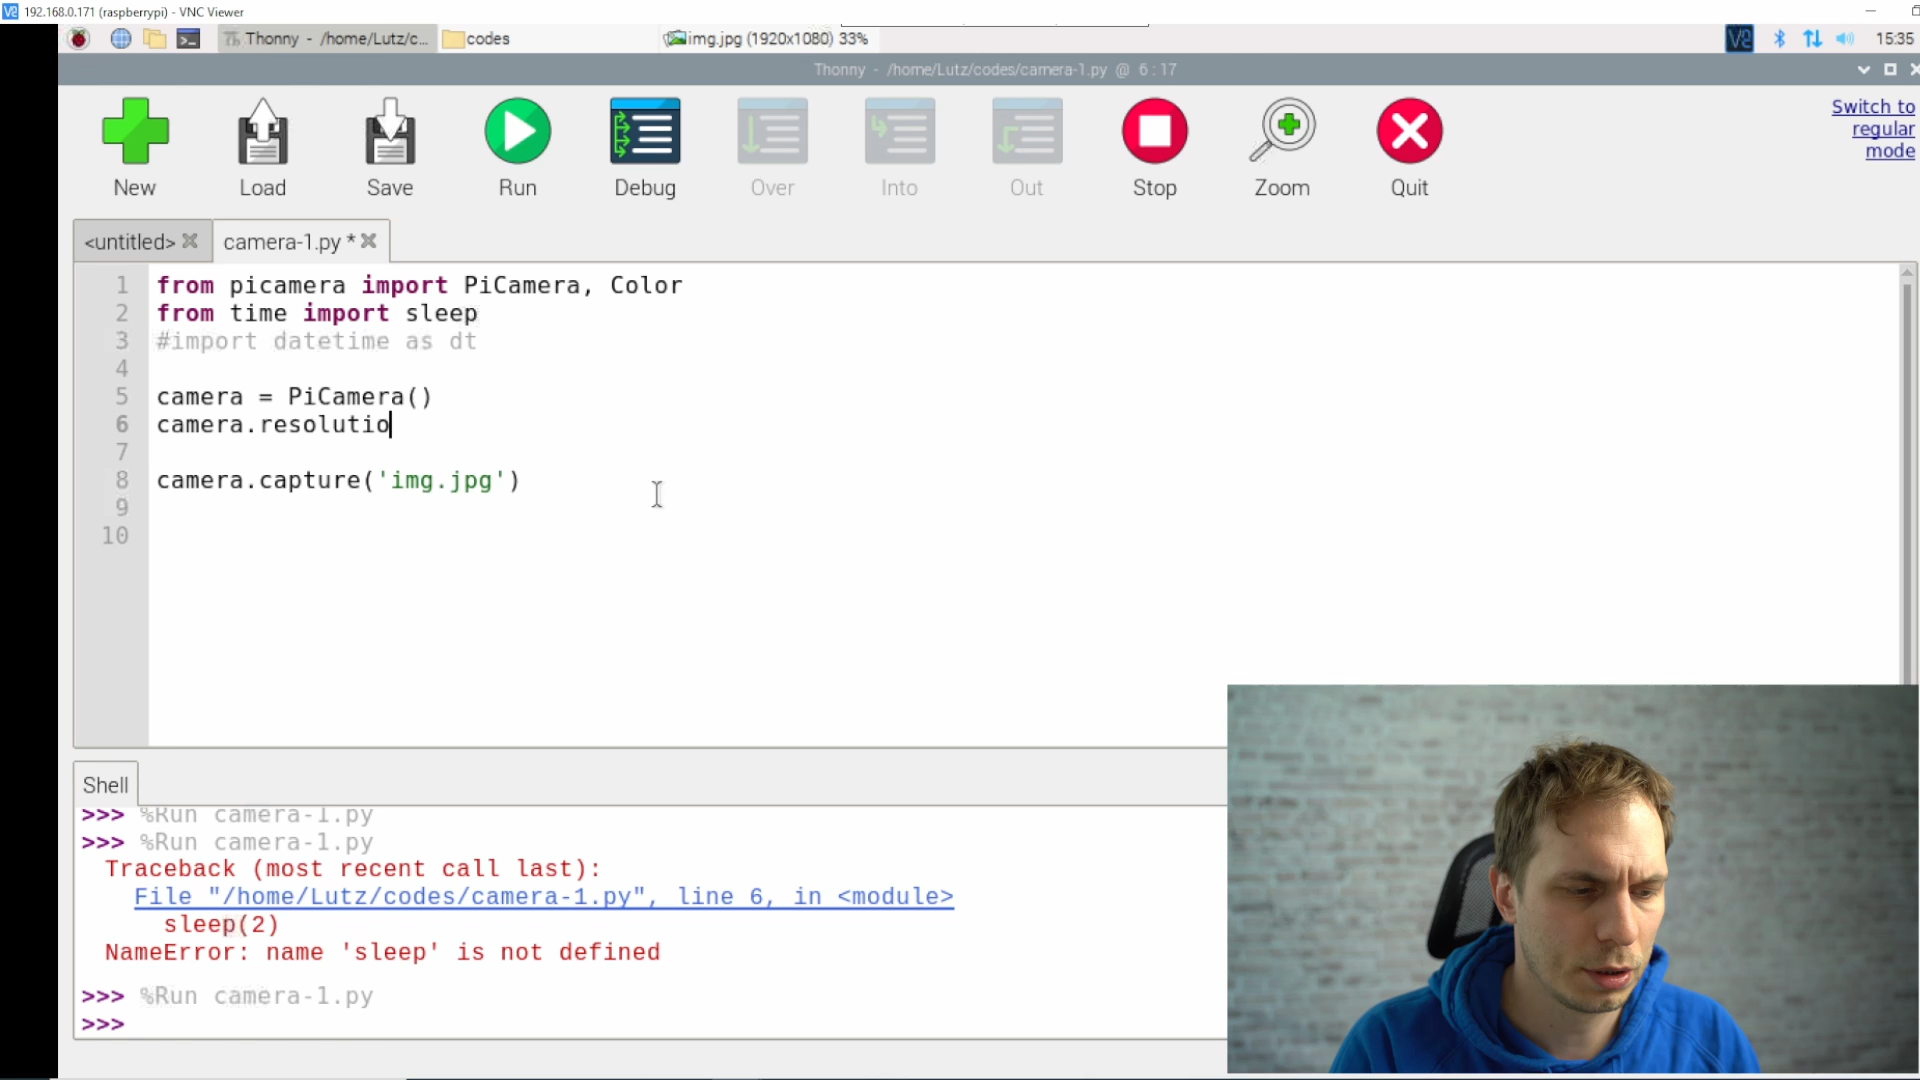 192.168.0.171 (raspberrypi) - VNC Viewer
Thonny - /home/Lutz/c...
codes
img.jpg (1920x1080) 33%
15:35
Thonny - /home/Lutz/codes/camera-1.py @ 6:17
New
Load
Save
Run
Debug
Over
Into
Out
Stop
Zoom
Quit
Switch to
regular
mode
<untitled>
camera-1.py *
1 from picamera import PiCamera, Color
2 from time import sleep
3 #import datetime as dt
4
5 camera = PiCamera()
6 camera.resolutio
7
8 camera.capture('img.jpg')
9
10
Shell
>>> %Run camera-1.py
>>> %Run camera-1.py
Traceback (most recent call last):
File "/home/Lutz/codes/camera-1.py", line 6, in <module>
sleep(2)
NameError: name 'sleep' is not defined
>>> %Run camera-1.py
>>>